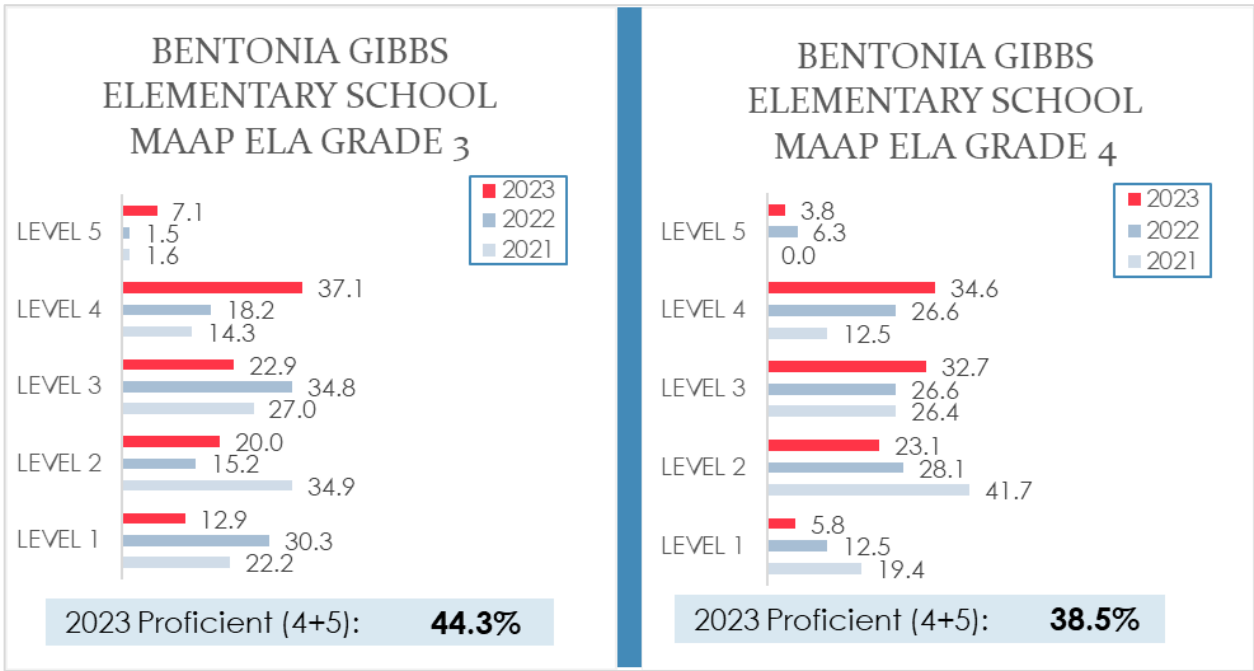 BENTONIA GIBBS
ELEMENTARY SCHOOL
MAAP ELA GRADE 3
2023
2022
2021
LEVEL 5
7.1
1.5
1.6
LEVEL 4
37.1
18.2
14.3
LEVEL 3
22.9
34.8
27.0
LEVEL 2
20.0
15.2
34.9
LEVEL 1
12.9
30.3
22.2
2023 Proficient (4+5): 44.3%
BENTONIA GIBBS
ELEMENTARY SCHOOL
MAAP ELA GRADE 4
2023
2022
2021
LEVEL 5
3.8
6.3
0.0
LEVEL 4
34.6
26.6
12.5
LEVEL 3
32.7
26.6
26.4
LEVEL 2
23.1
28.1
41.7
LEVEL 1
5.8
12.5
19.4
2023 Proficient (4+5): 38.5%